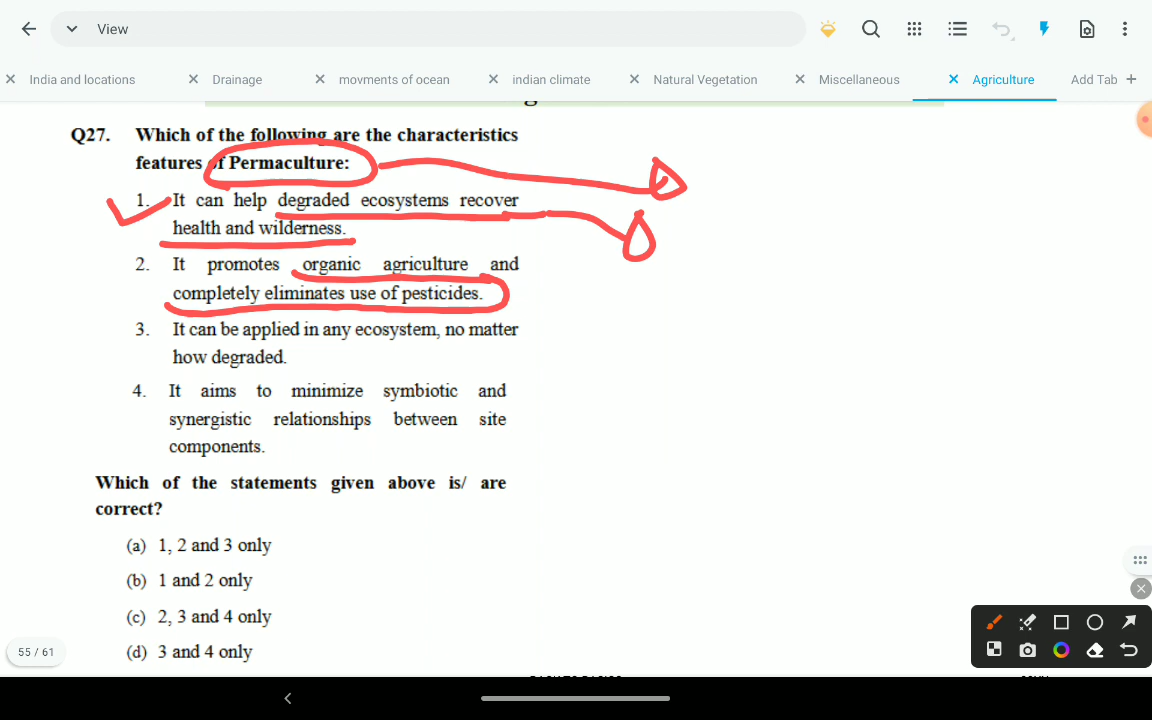 View
India and locations
Drainage
movments of ocean
indian climate
Natural Vegetation
Miscellaneous
Agriculture
Add Tab
Q27. Which of the following are the characteristics
features of Permaculture:
1. It can help degraded ecosystems recover
health and wilderness.
2. It promotes organic agriculture and
completely eliminates use of pesticides.
3. It can be applied in any ecosystem, no matter
how degraded.
4. It aims to minimize symbiotic and
synergistic relationships between site
components.
Which of the statements given above is/ are
correct?
(a) 1, 2 and 3 only
(b) 1 and 2 only
(c) 2, 3 and 4 only
(d) 3 and 4 only
55 / 61